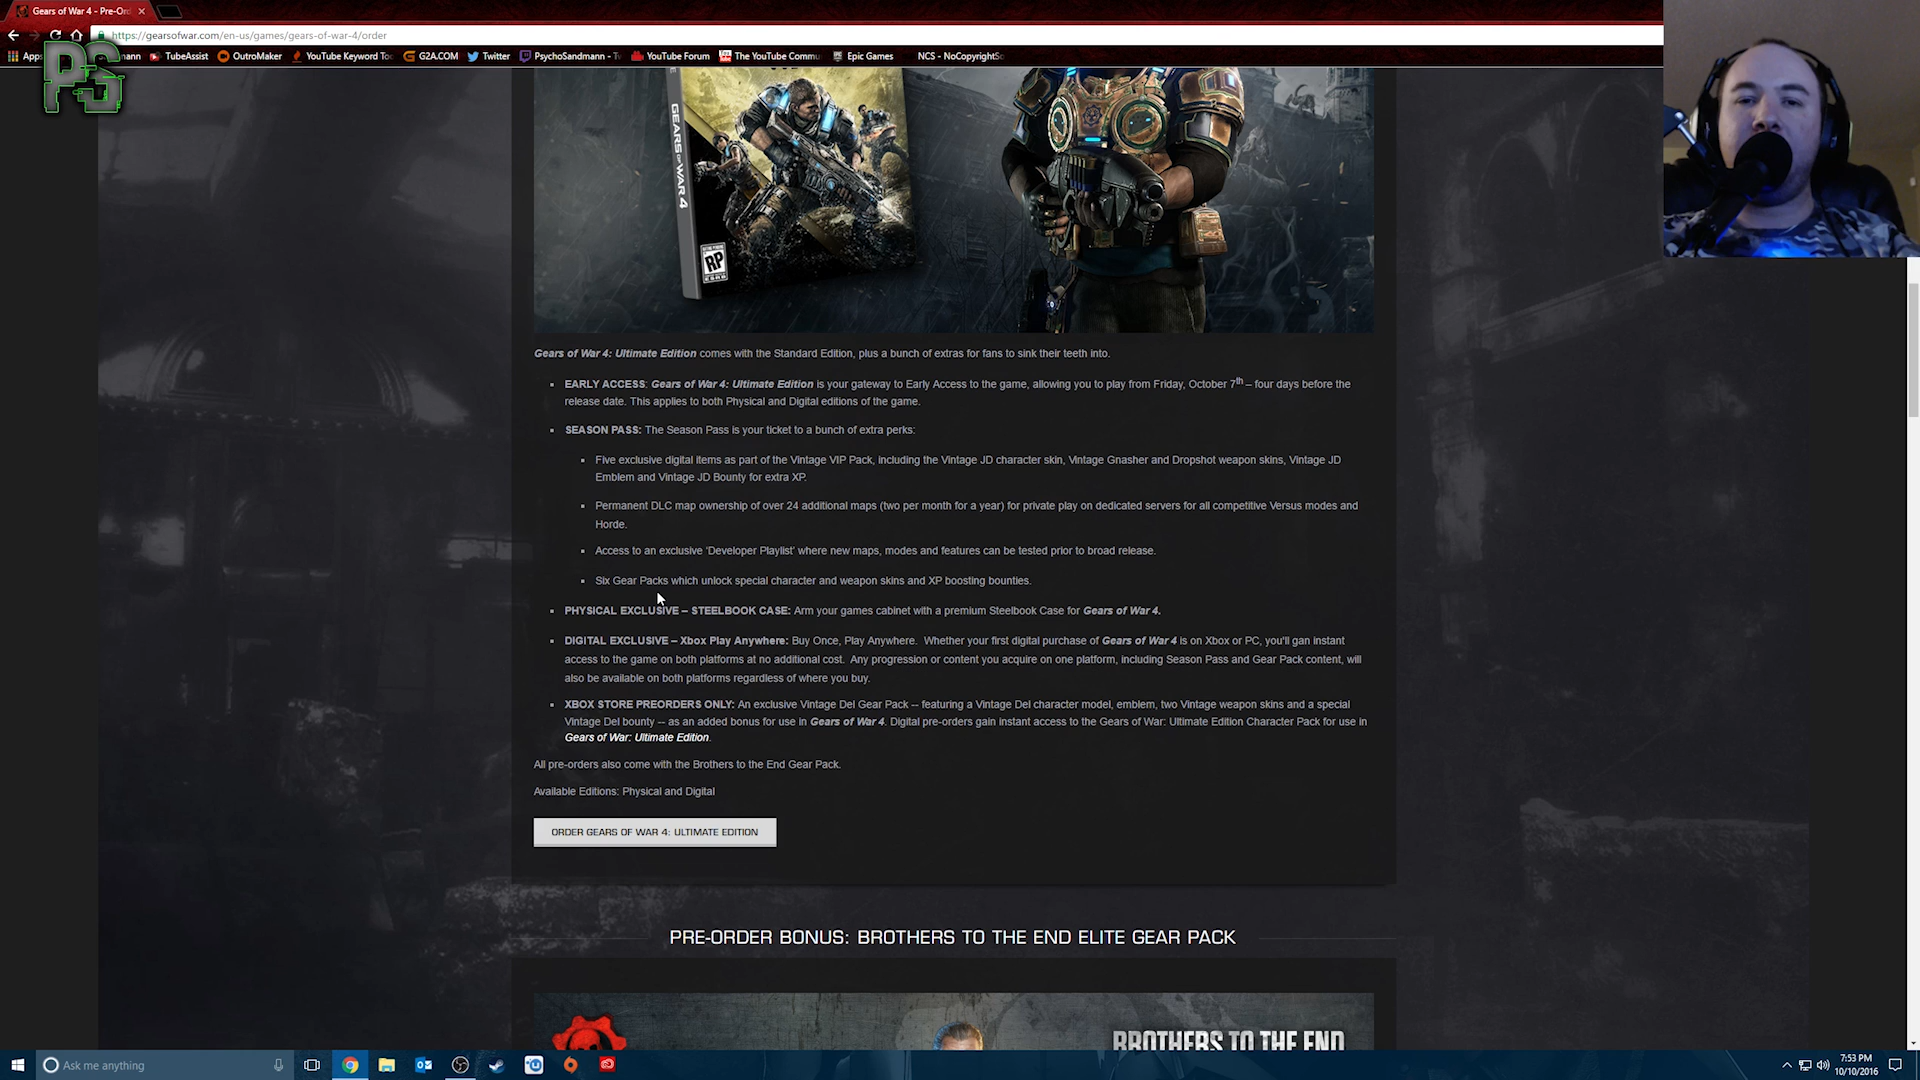 Gears of War 4 - Pre-Ord
https://gearsofwar.com/en-us/games/gears-of-war-4/order
Apps
mann
TubeAssist
OutroMaker
YouTube Keyword To
G2A.COM
Twitter
PsychoSandmann - Tw
YouTube Forum
The YouTube Commu
Epic Games
NCS - NoCopyrightSo
PS
GEARS OF WAR 4
RP
Gears of War 4: Ultimate Edition comes with the Standard Edition, plus a bunch of extras for fans to sink their teeth into.
EARLY ACCESS: Gears of War 4: Ultimate Edition is your gateway to Early Access to the game, allowing you to play from Friday, October 7th – four days before the
release date. This applies to both Physical and Digital editions of the game.
SEASON PASS: The Season Pass is your ticket to a bunch of extra perks:
Five exclusive digital items as part of the Vintage VIP Pack, including the Vintage JD character skin, Vintage Gnasher and Dropshot weapon skins, Vintage JD
Emblem and Vintage JD Bounty for extra XP.
Permanent DLC map ownership of over 24 additional maps (two per month for a year) for private play on dedicated servers for all competitive Versus modes and
Horde.
Access to an exclusive 'Developer Playlist' where new maps, modes and features can be tested prior to broad release.
Six Gear Packs which unlock special character and weapon skins and XP boosting bounties.
PHYSICAL EXCLUSIVE – STEELBOOK CASE: Arm your games cabinet with a premium Steelbook Case for Gears of War 4.
DIGITAL EXCLUSIVE – Xbox Play Anywhere: Buy Once, Play Anywhere. Whether your first digital purchase of Gears of War 4 is on Xbox or PC, you'll gan instant
access to the game on both platforms at no additional cost. Any progression or content you acquire on one platform, including Season Pass and Gear Pack content, will
also be available on both platforms regardless of where you buy.
XBOX STORE PREORDERS ONLY: An exclusive Vintage Del Gear Pack -- featuring a Vintage Del character model, emblem, two Vintage weapon skins and a special
Vintage Del bounty -- as an added bonus for use in Gears of War 4. Digital pre-orders gain instant access to the Gears of War: Ultimate Edition Character Pack for use in
Gears of War: Ultimate Edition.
All pre-orders also come with the Brothers to the End Gear Pack.
Available Editions: Physical and Digital
ORDER GEARS OF WAR 4: ULTIMATE EDITION
PRE-ORDER BONUS: BROTHERS TO THE END ELITE GEAR PACK
BROTHERS TO THE END
Ask me anything
7:53 PM
10/10/2016